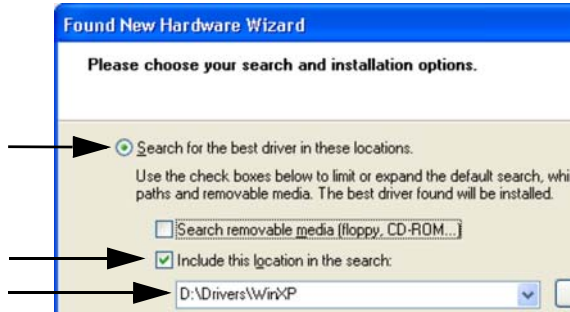 Found New Hardware Wizard
Please choose your search and installation options.
Search for the best driver in these locations.
Use the check boxes below to limit or expand the default search, whi
paths and removable media. The best driver found will be installed.
Search removable media (floppy, CD-ROM...)
Include this location in the search:
D:\Drivers\WinXP